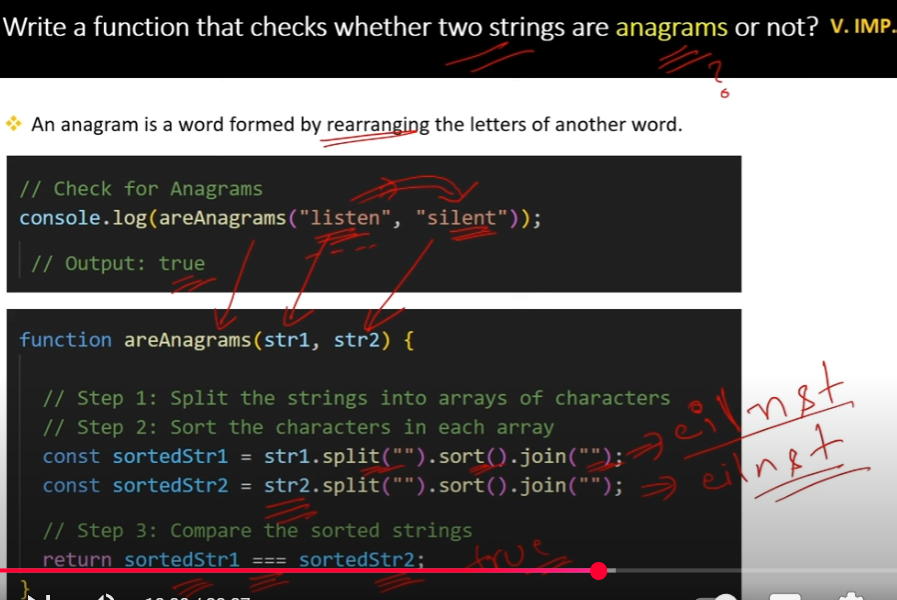 Write a function that checks whether two strings are anagrams or not? V. IMP.
?
❖ An anagram is a word formed by rearranging the letters of another word.
// Check for Anagrams
console.log(areAnagrams("listen", "silent"));
// Output: true
function areAnagrams(str1, str2) {
// Step 1: Split the strings into arrays of characters
// Step 2: Sort the characters in each array
const sortedStr1 = str1.split("").sort().join(""); ⇒ eilnst
const sortedStr2 = str2.split("").sort().join(""); ⇒ eilnst
// Step 3: Compare the sorted strings
return sortedStr1 === sortedStr2; true
}